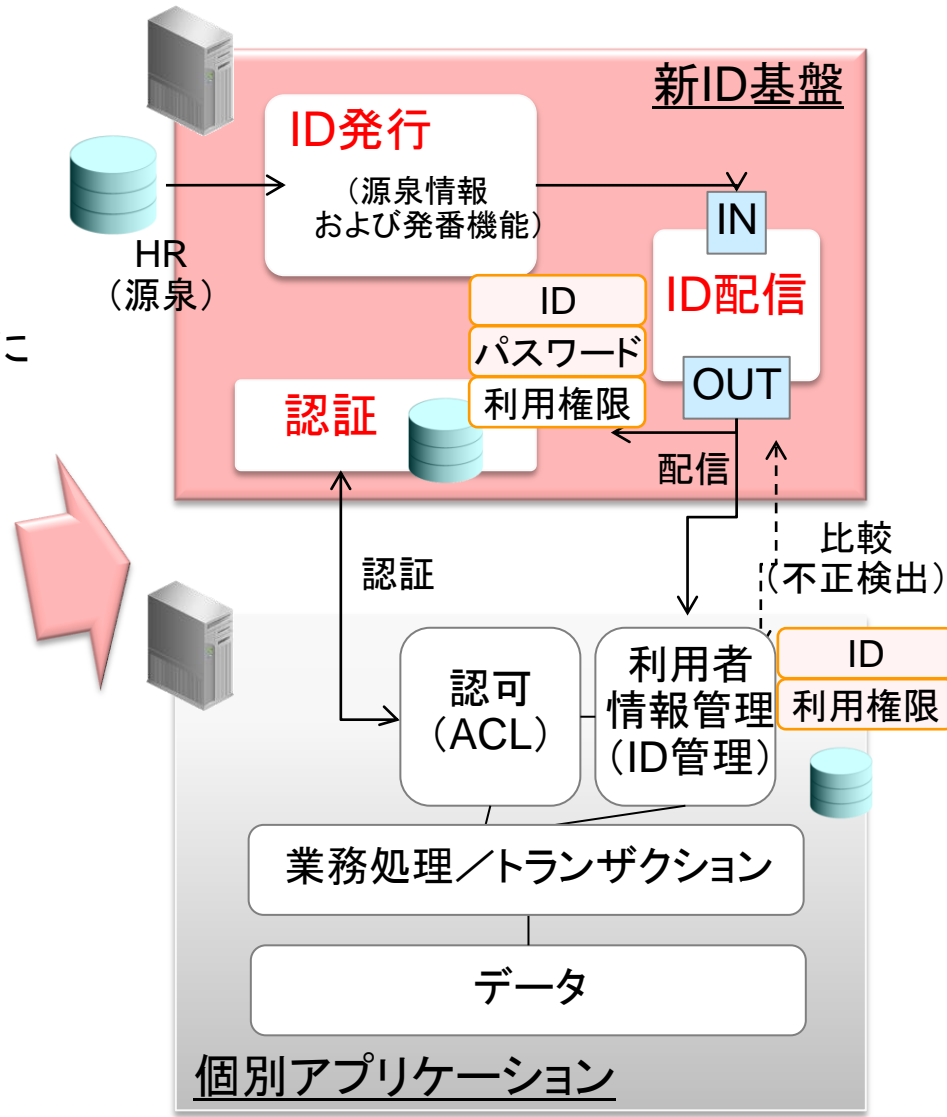 新ID基盤
ID発行
（源泉情報
および発番機能）
HR
（源泉）
IN
ID配信
OUT
ID
パスワード
利用権限
に
認証
配信
比較
（不正検出）
認証
認可
（ACL）
利用者
情報管理
（ID管理）
ID
利用権限
業務処理／トランザクション
データ
個別アプリケーション